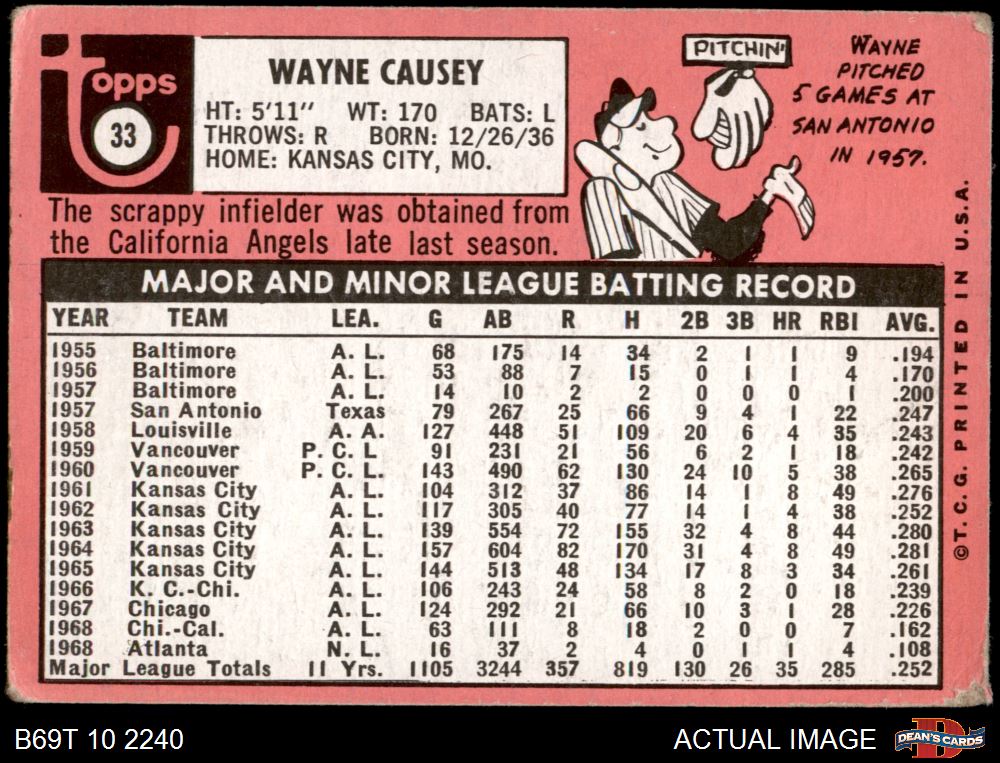 Topps
33
WAYNE CAUSEY
HT: 5'11" WT: 170 BATS: L
THROWS: R BORN: 12/26/36
HOME: KANSAS CITY, MO.
The scrappy infielder was obtained from
the California Angels late last season.
PITCHIN'
WAYNE
PITCHED
5 GAMES AT
SAN ANTONIO
IN 1957.
MAJOR AND MINOR LEAGUE BATTING RECORD
YEAR TEAM LEA. G AB R H 2B 3B HR RBI AVG.
1955 Baltimore A. L. 68 175 14 34 2 1 1 9 .194
1956 Baltimore A. L. 53 88 7 15 0 1 1 4 .170
1957 Baltimore A. L. 14 10 2 2 0 0 0 1 .200
1957 San Antonio Texas 79 267 25 66 9 4 1 22 .247
1958 Louisville A. A. 127 448 51 109 20 6 4 35 .243
1959 Vancouver P. C. L. 91 231 21 56 6 2 1 18 .242
1960 Vancouver P. C. L. 143 490 62 130 24 10 5 38 .265
1961 Kansas City A. L. 104 312 37 86 14 1 8 49 .276
1962 Kansas City A. L. 117 305 40 77 14 1 4 38 .252
1963 Kansas City A. L. 139 554 72 155 32 4 8 44 .280
1964 Kansas City A. L. 157 604 82 170 31 4 8 49 .281
1965 Kansas City A. L. 144 513 48 134 17 8 3 34 .261
1966 K. C.-Chi. A. L. 106 243 24 58 8 2 0 18 .239
1967 Chicago A. L. 124 292 21 66 10 3 1 28 .226
1968 Chi.-Cal. A. L. 63 111 8 18 2 0 0 7 .162
1968 Atlanta N. L. 16 37 2 4 0 1 1 4 .108
Major League Totals 11 Yrs. 1105 3244 357 819 130 26 35 285 .252
©T. C. G. PRINTED IN U.S.A.
B69T 10 2240
ACTUAL IMAGE
DEAN'S CARDS